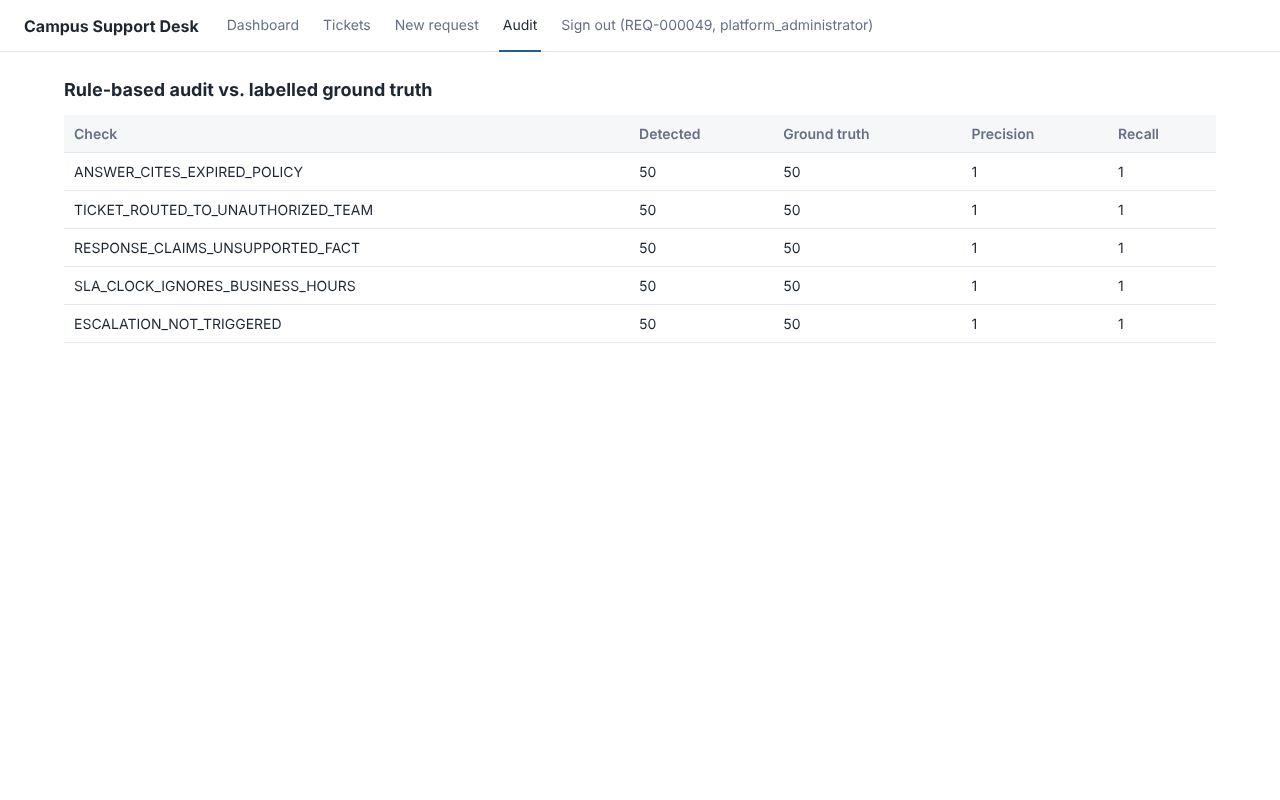 Campus Support Desk Dashboard Tickets New request Audit Sign out (REQ-000049, platform_administrator)
Rule-based audit vs. labelled ground truth
Check Detected Ground truth Precision Recall
ANSWER_CITES_EXPIRED_POLICY 50 50 1 1
TICKET_ROUTED_TO_UNAUTHORIZED_TEAM 50 50 1 1
RESPONSE_CLAIMS_UNSUPPORTED_FACT 50 50 1 1
SLA_CLOCK_IGNORES_BUSINESS_HOURS 50 50 1 1
ESCALATION_NOT_TRIGGERED 50 50 1 1